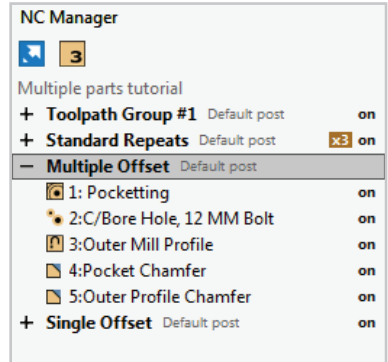 NC Manager
3
Multiple parts tutorial
+ Toolpath Group #1 Default post on
+ Standard Repeats Default post x3 on
− Multiple Offset Default post
1: Pocketting on
2:C/Bore Hole, 12 MM Bolt on
3:Outer Mill Profile on
4:Pocket Chamfer on
5:Outer Profile Chamfer on
+ Single Offset Default post on